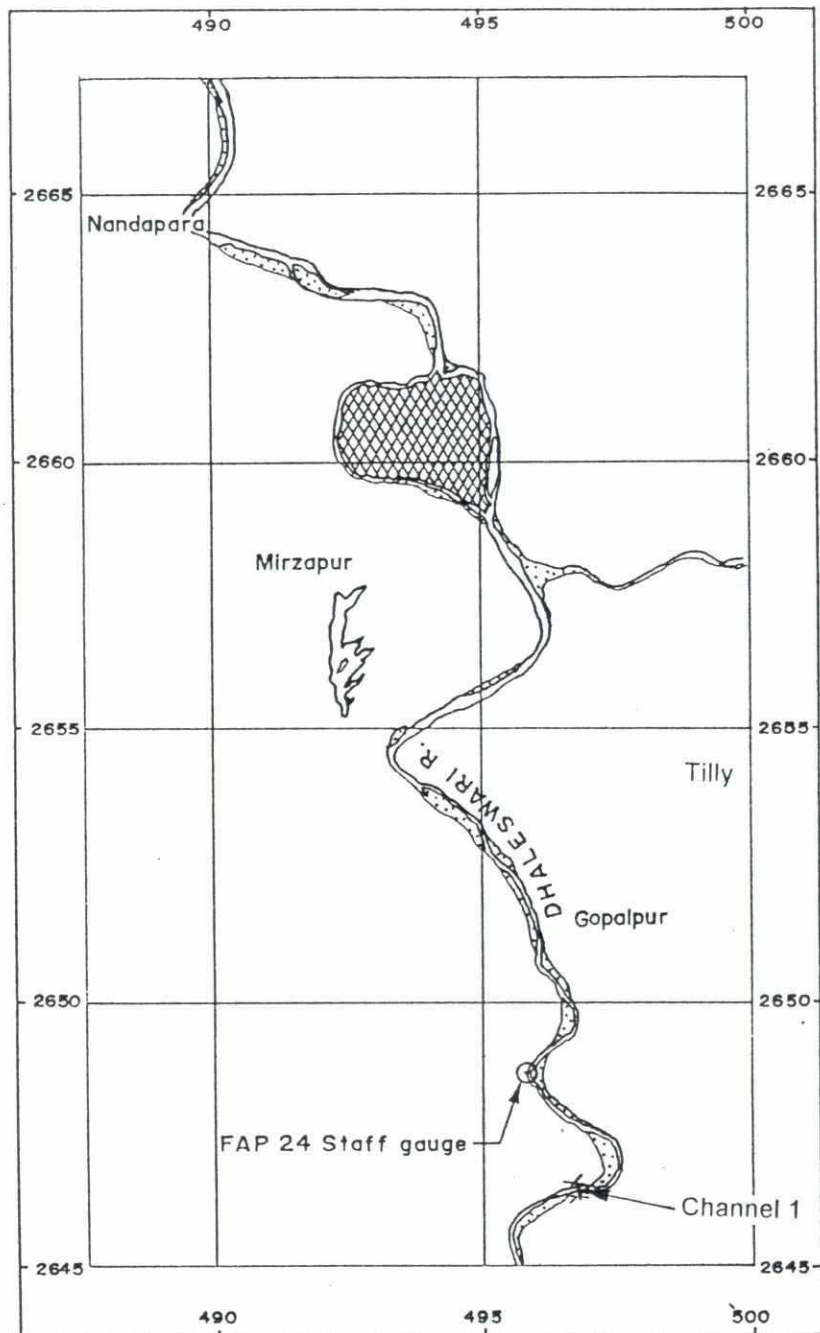 490 495 500
2665 2665
Nandapara
2660 2660
Mirzapur
2655 2655
DHALESWARI R.
Tilly
Gopalpur
2650 2650
FAP 24 Staff gauge
Channel 1
2645 2645
490 495 500